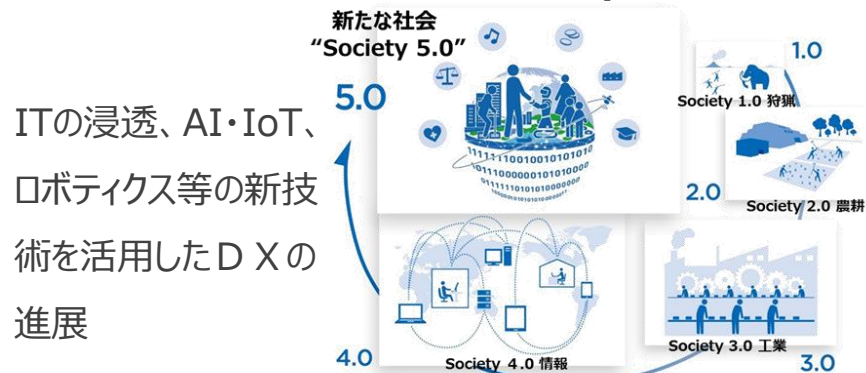 ITの浸透、AI・IoT、
ロボティクス等の新技
術を活用したＤＸの
進展
新たな社会
“Society 5.0”
5.0
1.0
Society 1.0 狩猟
2.0
Society 2.0 農耕
Society 3.0 工業
3.0
4.0
Society ４.0 情報